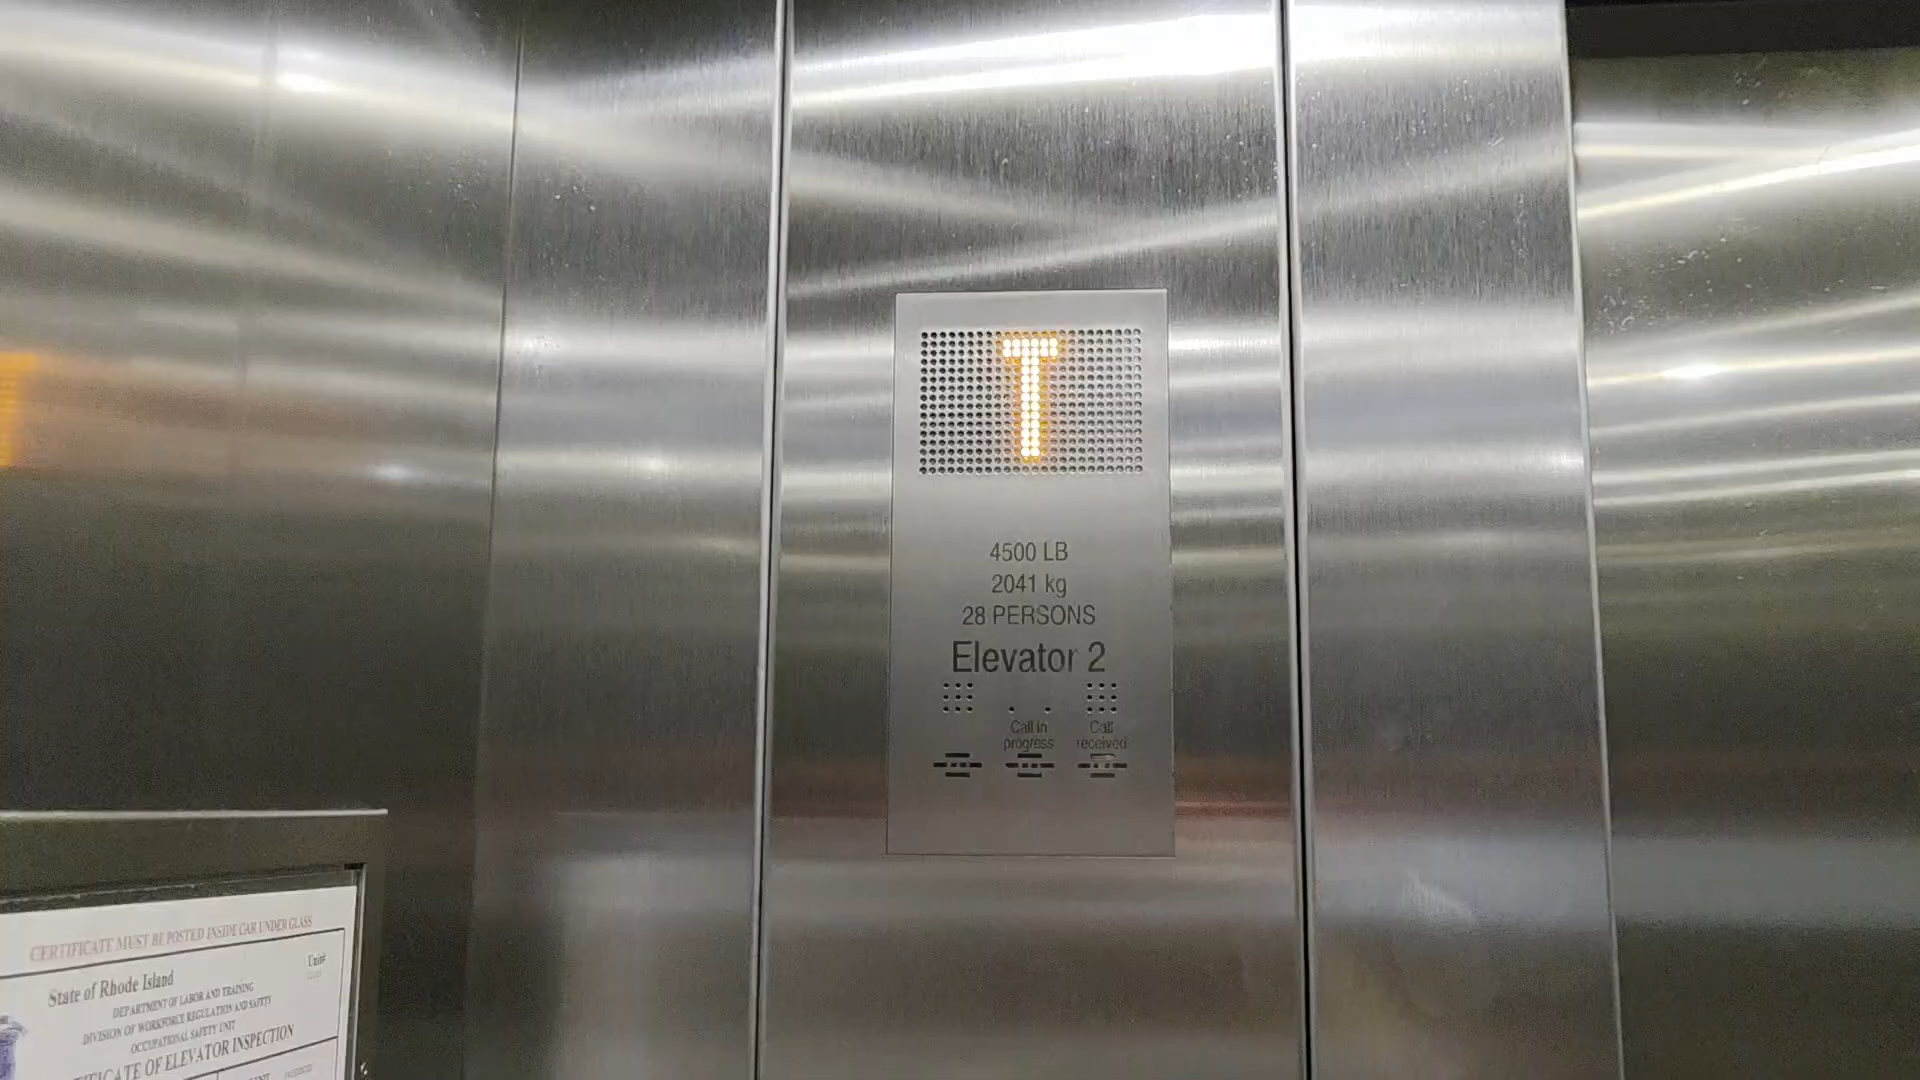 T
4500 LB
2041 kg
28 PERSONS
Elevator 2
Call in
progress
Call
received
CERTIFICATE MUST BE POSTED INSIDE CAR UNDER GLASS
State of Rhode Island
Unit#
DEPARTMENT OF LABOR AND TRAINING
DIVISION OF WORKFORCE REGULATION AND SAFETY
OCCUPATIONAL SAFETY UNIT
OF ELEVATOR INSPECTION